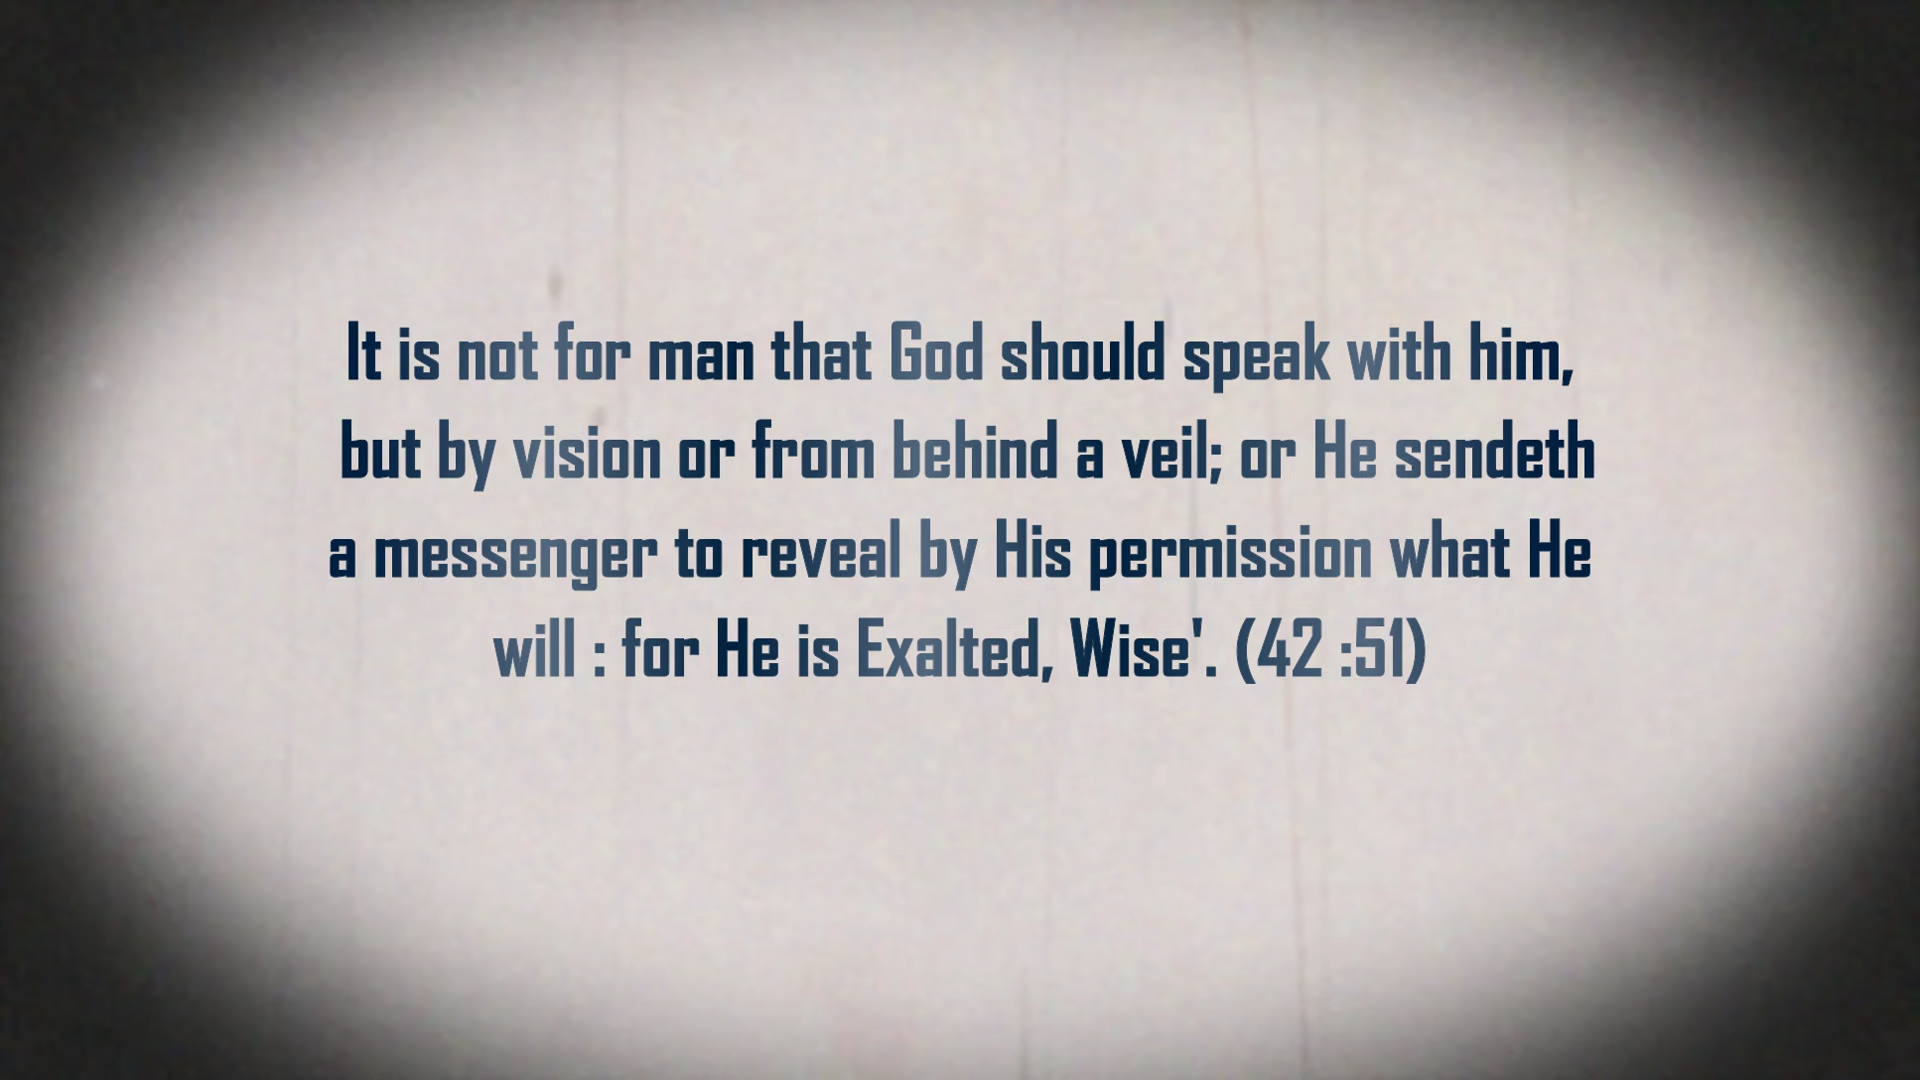 It is not for man that God should speak with him,
but by vision or from behind a veil; or He sendeth
a messenger to reveal by His permission what He
will : for He is Exalted, Wise'. (42 :51)